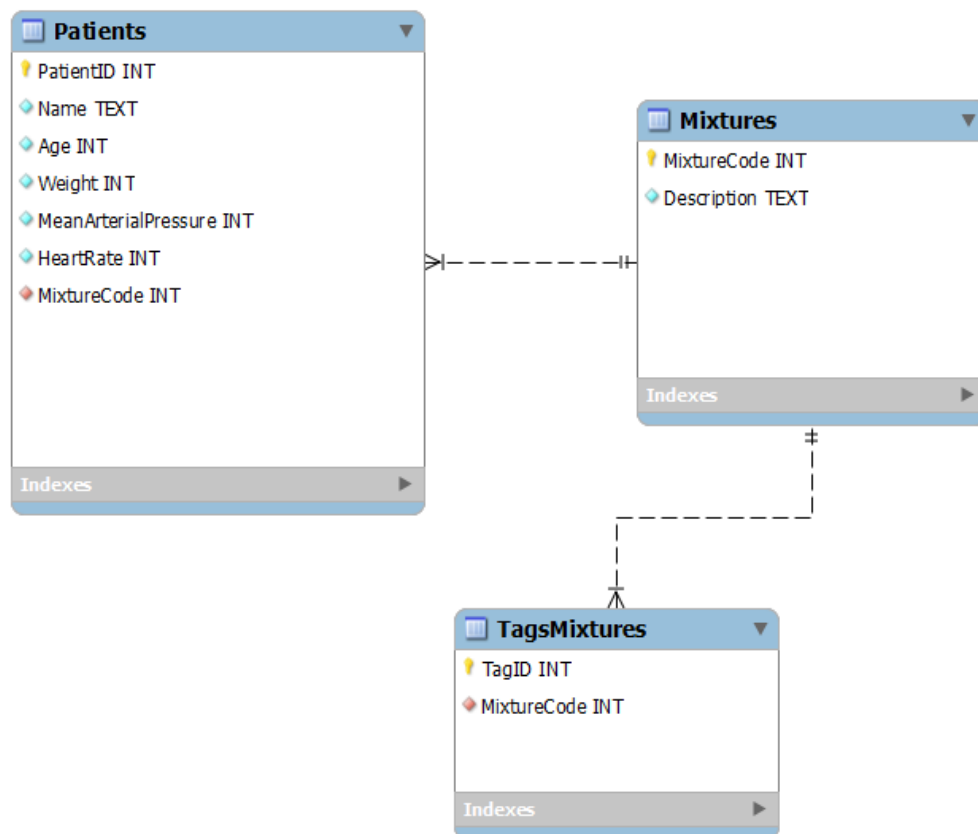 Patients
PatientID INT
Name TEXT
Age INT
Weight INT
MeanArterialPressure INT
HeartRate INT
MixtureCode INT
Indexes
Mixtures
MixtureCode INT
Description TEXT
Indexes
TagsMixtures
TagID INT
MixtureCode INT
Indexes